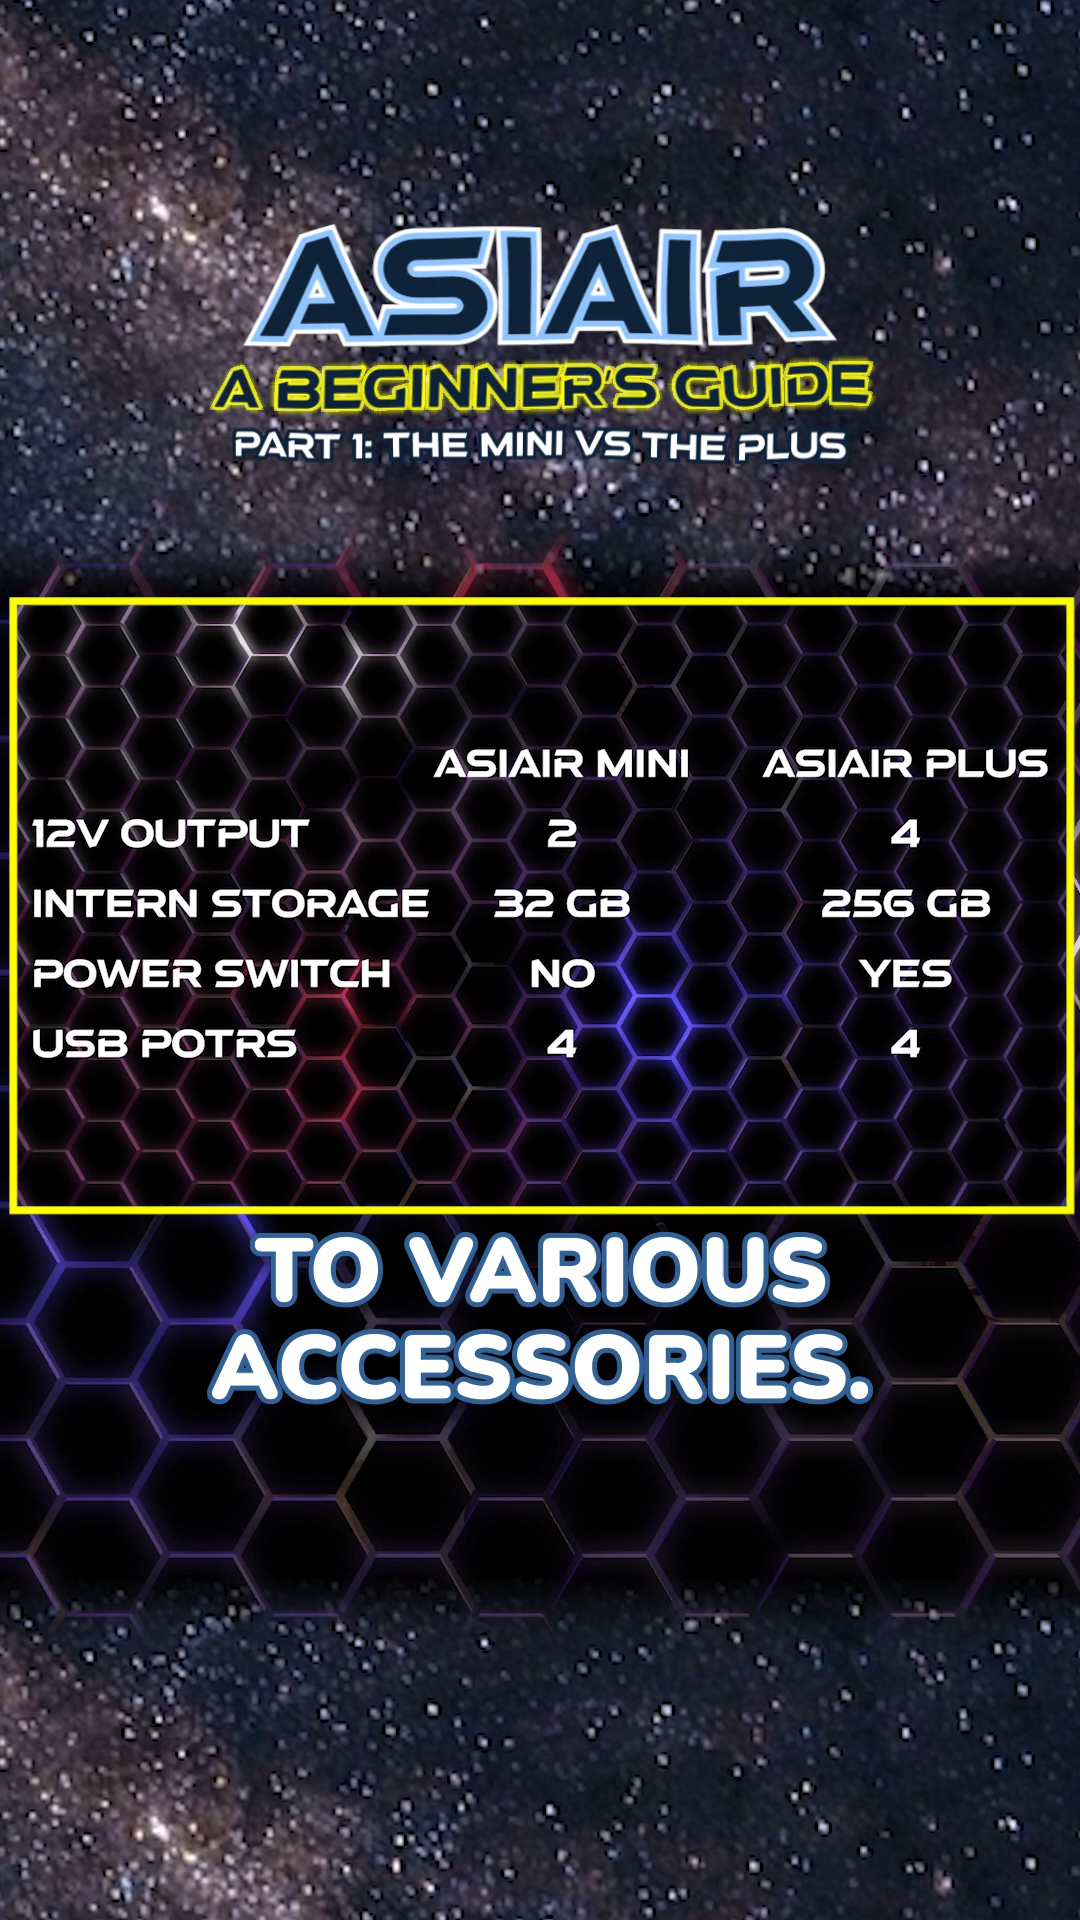 ASIAIR
A BEGINNER'S GUIDE
PART 1: THE MINI VS THE PLUS
ASIAIR MINI ASIAIR PLUS
12V OUTPUT 2 4
INTERN STORAGE 32 GB 256 GB
POWER SWITCH NO YES
USB POTRS 4 4
TO VARIOUS
ACCESSORIES.